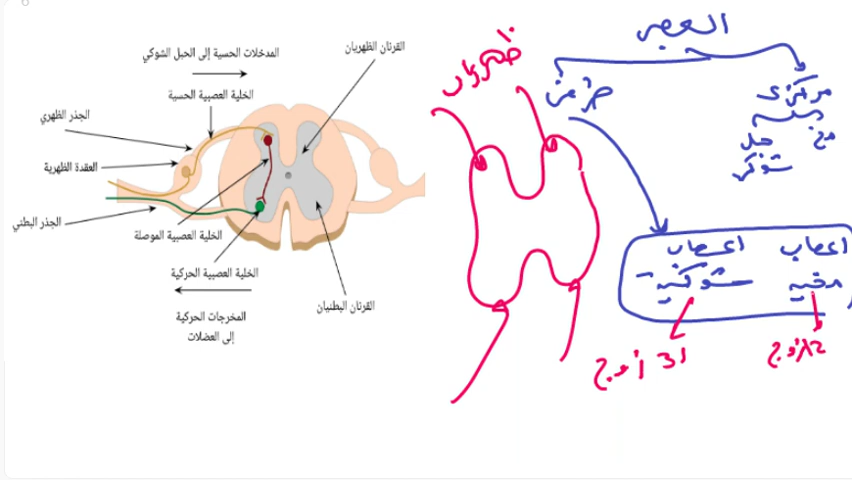 المدخلات الحسية إلى الحبل الشوكي
القرنان الظهريان
الخلية العصبية الحسية
الجذر الظهري
العقدة الظهرية
الجذر البطني
الخلية العصبية الموصلة
الخلية العصبية الحركية
القرنان البطنيان
المخرجات الحركية
إلى العضلات
العصبي
مركزي
طرفي
مخ
حبل
شوكي
اعصاب
مخية
اعصاب
شوكية
12 زوج
31 زوج